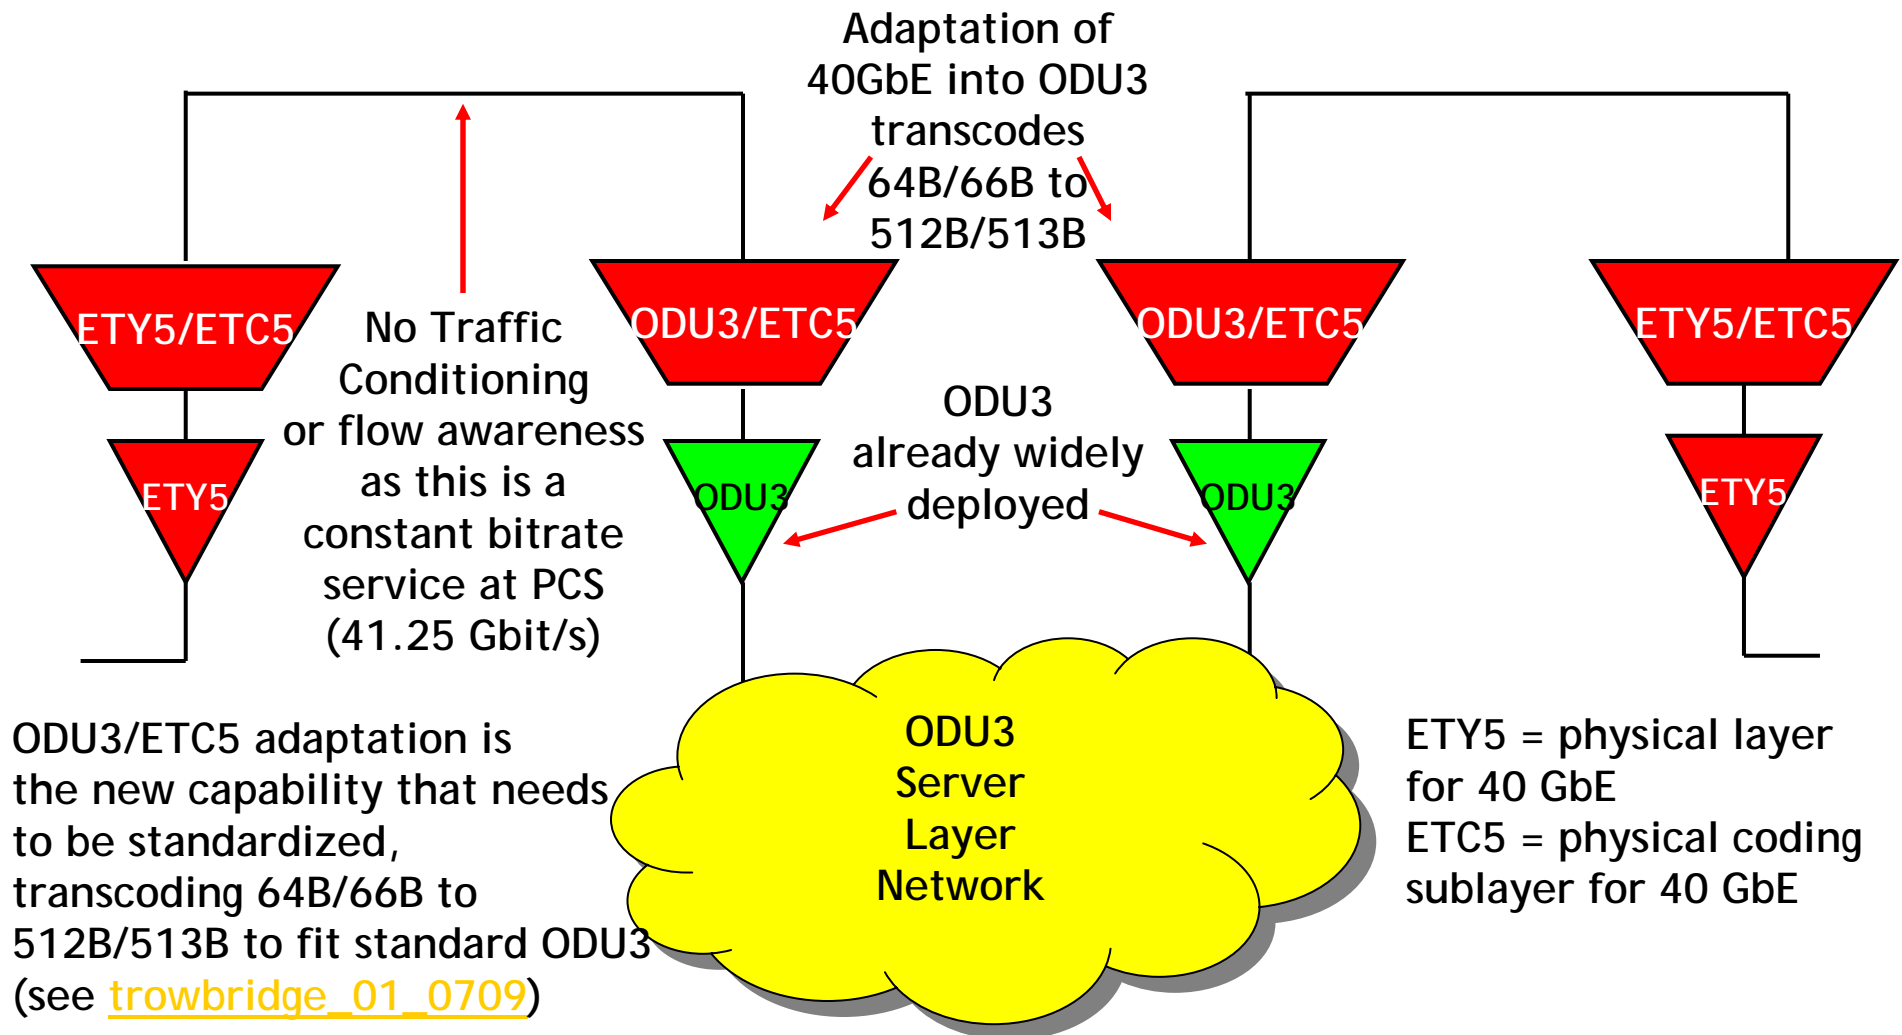 Adaptation of
40GbE into ODU3
transcodes
64B/66B to
512B/513B
ETY5/ETC5
ODU3/ETC5
ODU3/ETC5
ETY5/ETC5
No Traffic
Conditioning
or flow awareness
as this is a
constant bitrate
service at PCS
(41.25 Gbit/s)
ODU3
already widely
deployed
ETY5
ODU3
ODU3
ETY5
ODU3/ETC5 adaptation is
the new capability that needs
to be standardized,
transcoding 64B/66B to
512B/513B to fit standard ODU3
(see trowbridge_01_0709)
ODU3
Server
Layer
Network
ETY5 = physical layer
for 40 GbE
ETC5 = physical coding
sublayer for 40 GbE